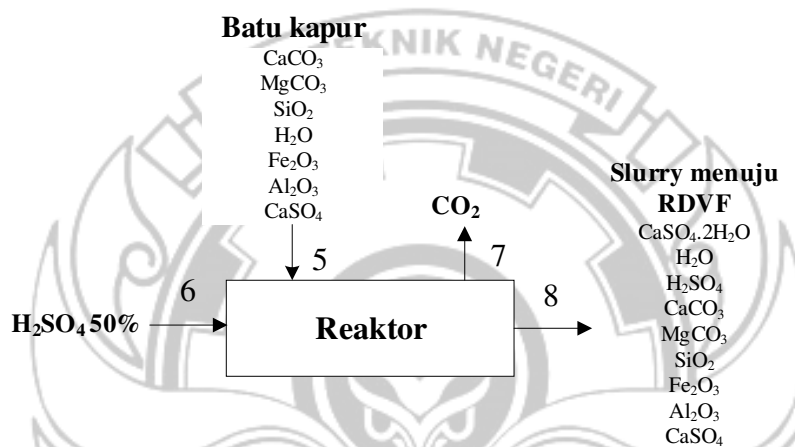 TEKNIK NEGERI
Batu kapur
CaCO₃
MgCO₃
SiO₂
H₂O
Fe₂O₃
Al₂O₃
CaSO₄
5
6
H₂SO₄ 50%
Reaktor
CO₂
7
8
Slurry menuju
RDVF
CaSO₄.2H₂O
H₂O
H₂SO₄
CaCO₃
MgCO₃
SiO₂
Fe₂O₃
Al₂O₃
CaSO₄